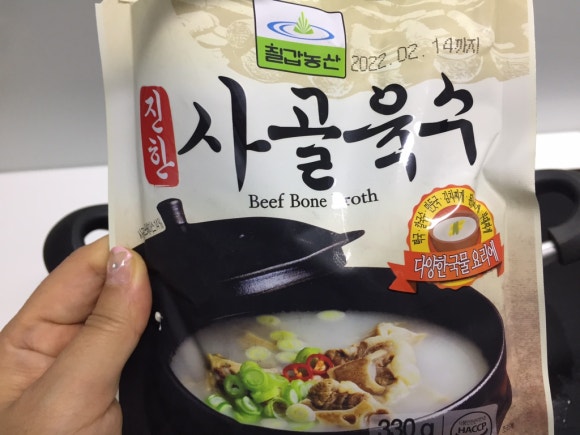 칠갑농산
2022. 02. 14까지
진한
사골육수
Beef Bone Broth
다양한 국물 요리에
330 g
HACCP